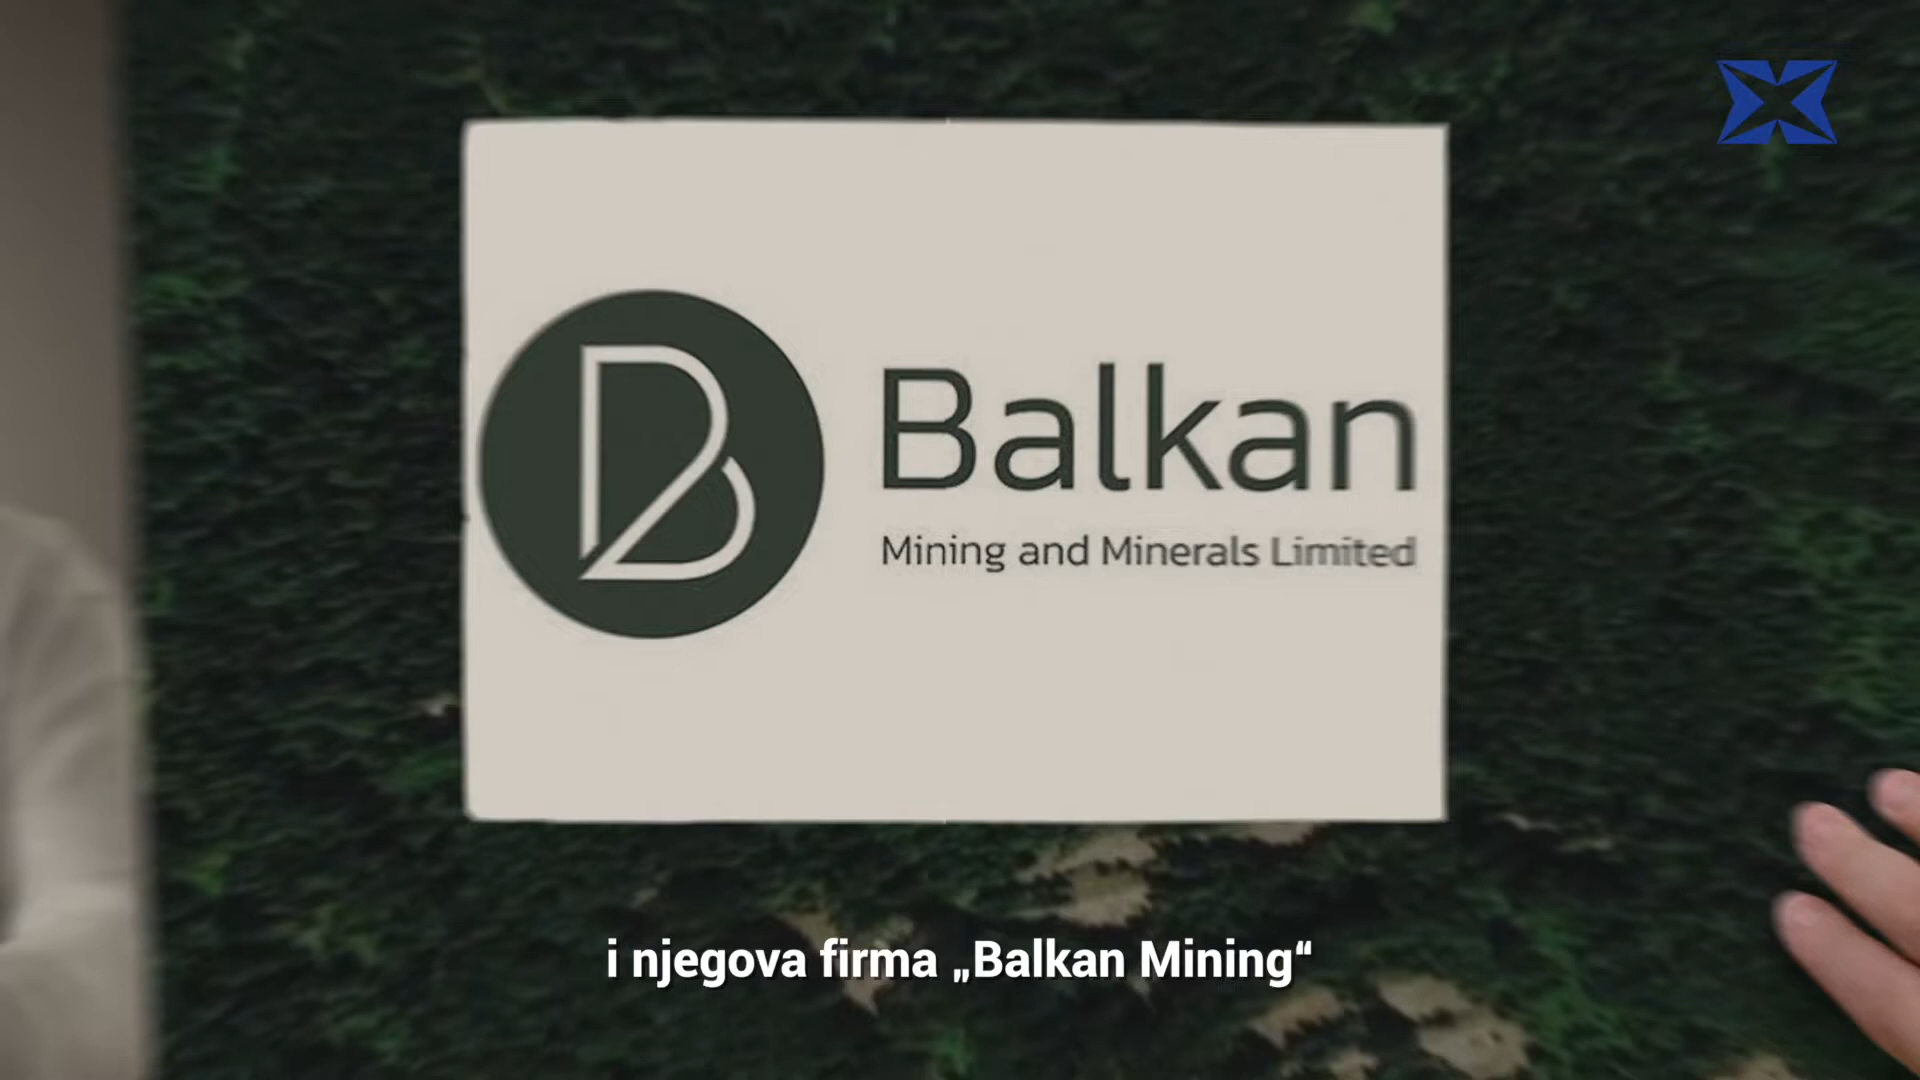 Balkan
Mining and Minerals Limited
i njegova firma „Balkan Mining“